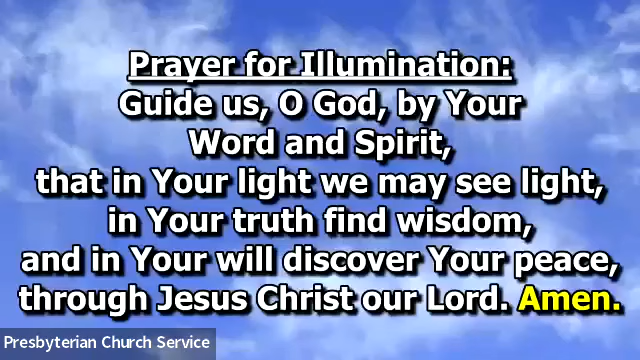 Prayer for Illumination:
Guide us, O God, by Your
Word and Spirit,
that in Your light we may see light,
in Your truth find wisdom,
and in Your will discover Your peace,
through Jesus Christ our Lord. Amen.
Presbyterian Church Service